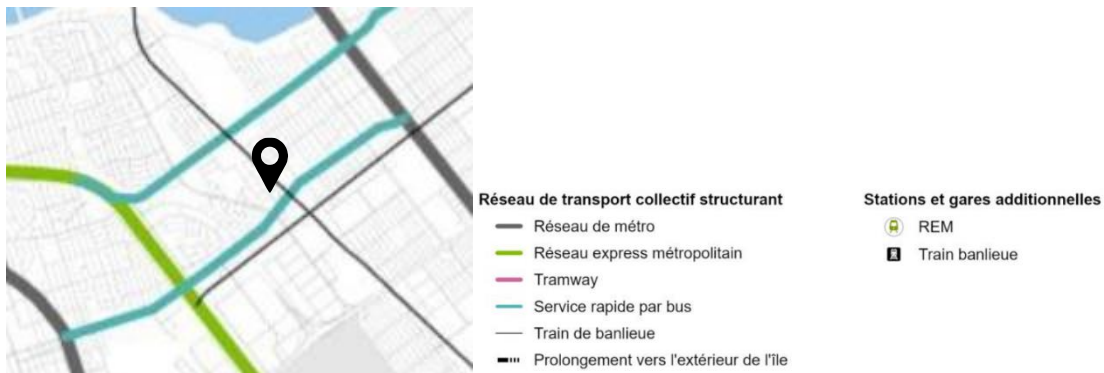 Réseau de transport collectif structurant
Réseau de métro
Réseau express métropolitain
Tramway
Service rapide par bus
Train de banlieue
Prolongement vers l'extérieur de l'île
Stations et gares additionnelles
REM
Train banlieue